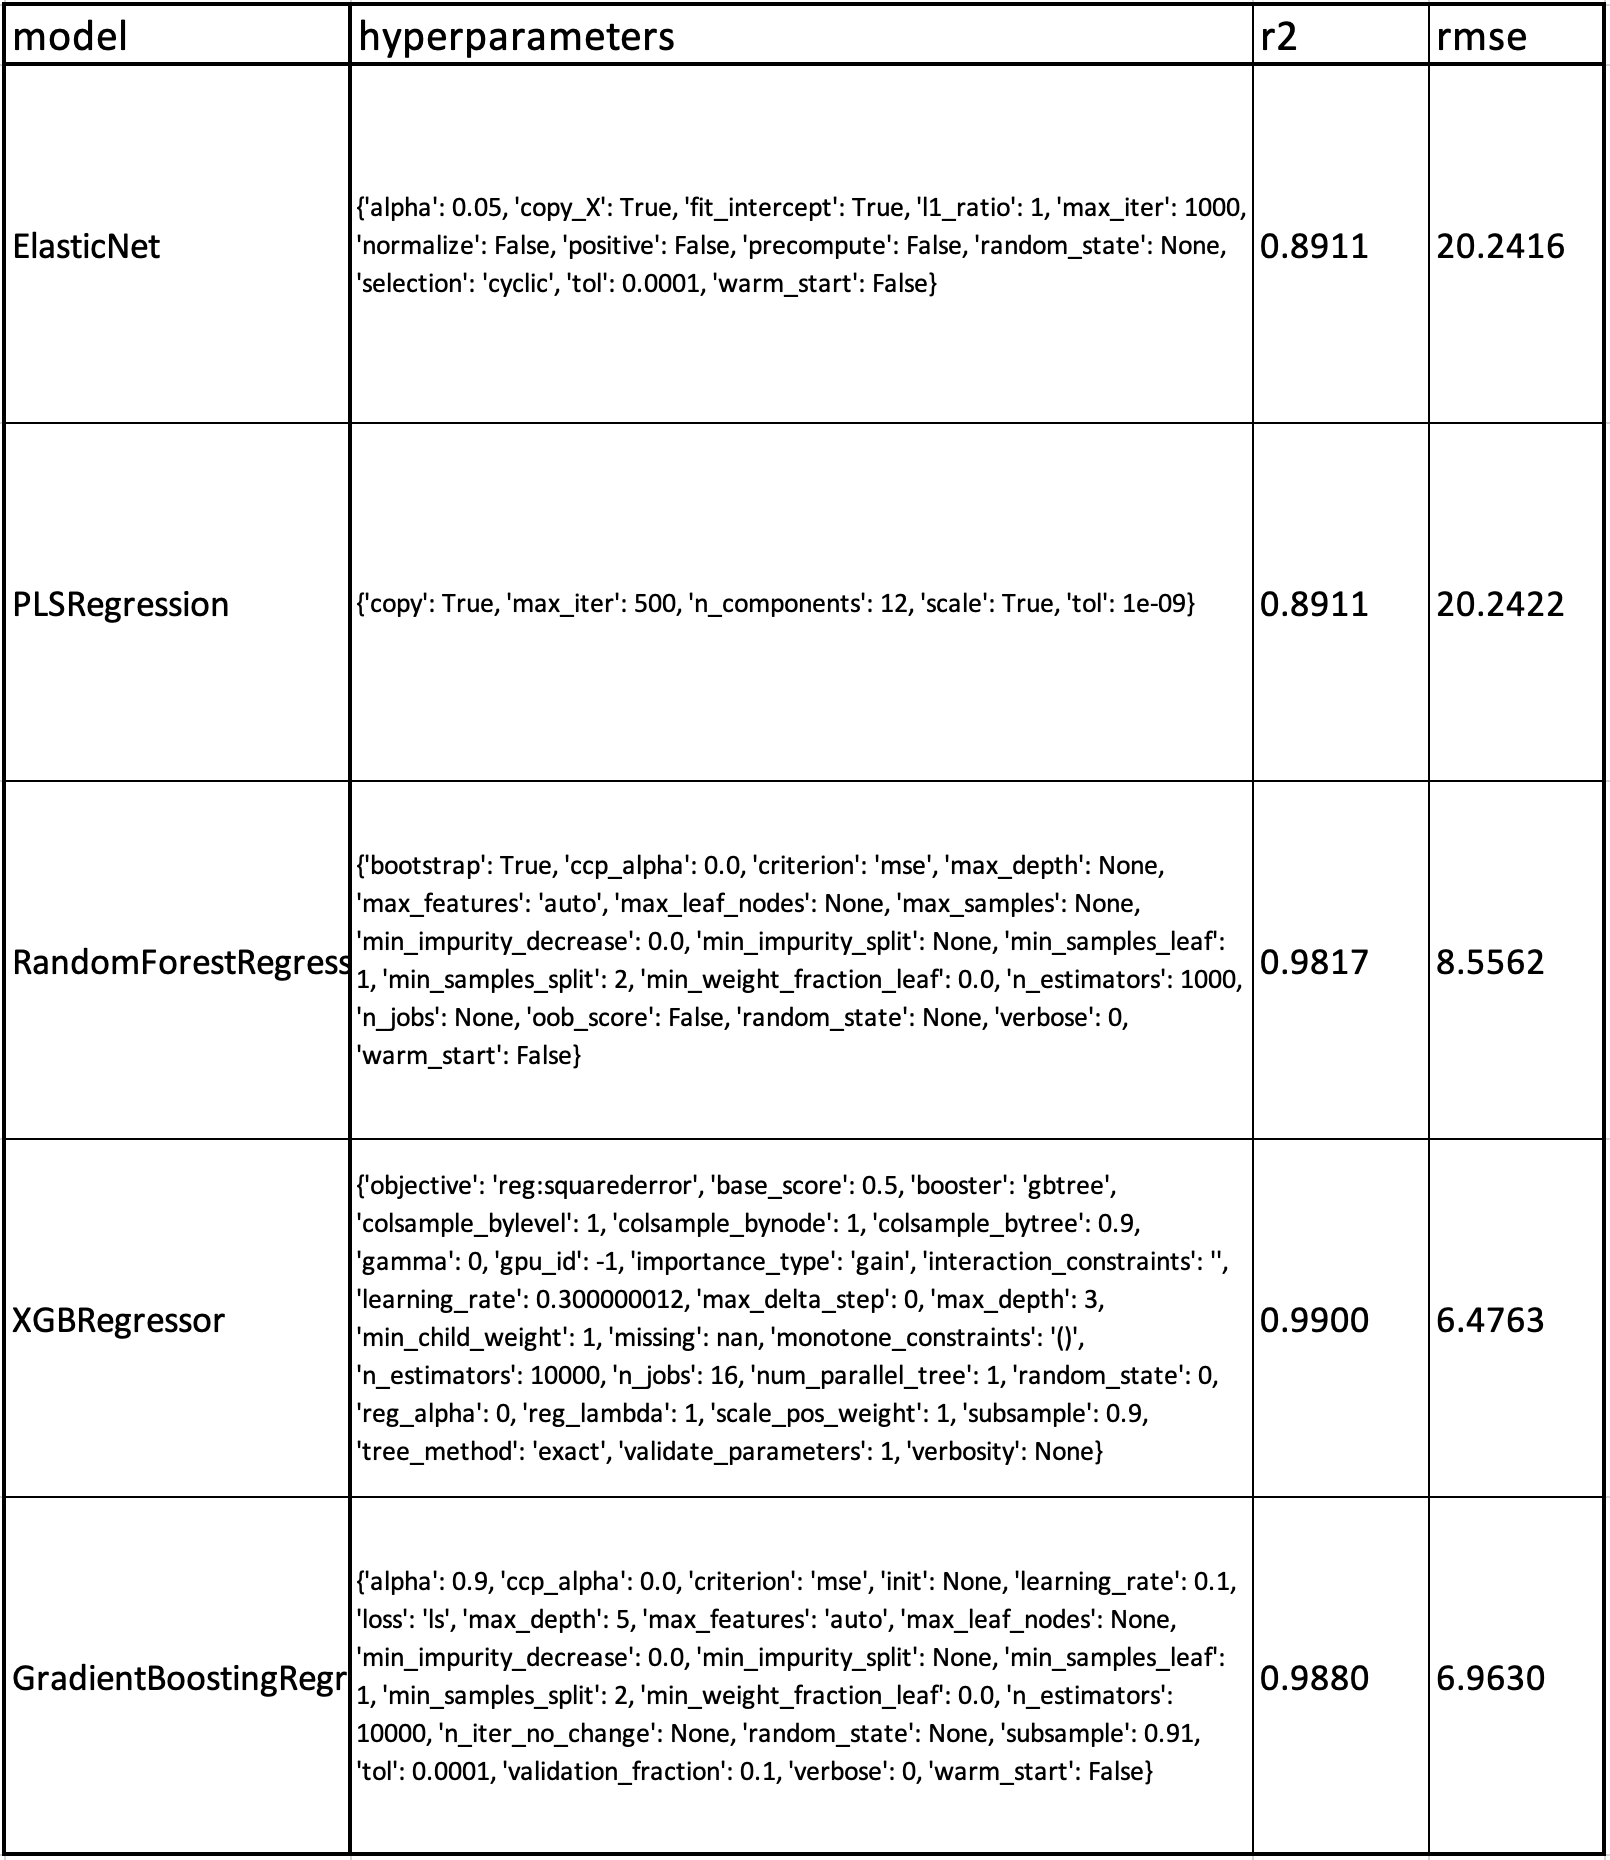 model hyperparameters r2 rmse
{'alpha': 0.05, 'copy_X': True, 'fit_intercept': True, 'l1_ratio': 1, 'max_iter': 1000,
ElasticNet 'normalize': False, 'positive': False, 'precompute': False, 'random_state': None, 0.8911 20.2416
'selection': 'cyclic', 'tol': 0.0001, 'warm_start': False}
PLSRegression {'copy': True, 'max_iter': 500, 'n_components': 12, 'scale': True, 'tol': 1e-09} 0.8911 20.2422
{'bootstrap': True, 'ccp_alpha': 0.0, 'criterion': 'mse', 'max_depth': None,
'max_features': 'auto', 'max_leaf_nodes': None, 'max_samples': None,
'min_impurity_decrease': 0.0, 'min_impurity_split': None, 'min_samples_leaf':
RandomForestRegress 1, 'min_samples_split': 2, 'min_weight_fraction_leaf': 0.0, 'n_estimators': 1000, 0.9817 8.5562
'n_jobs': None, 'oob_score': False, 'random_state': None, 'verbose': 0,
'warm_start': False}
{'objective': 'reg:squarederror', 'base_score': 0.5, 'booster': 'gbtree',
'colsample_bylevel': 1, 'colsample_bynode': 1, 'colsample_bytree': 0.9,
'gamma': 0, 'gpu_id': -1, 'importance_type': 'gain', 'interaction_constraints': '',
'learning_rate': 0.300000012, 'max_delta_step': 0, 'max_depth': 3,
XGBRegressor 'min_child_weight': 1, 'missing': nan, 'monotone_constraints': '()', 0.9900 6.4763
'n_estimators': 10000, 'n_jobs': 16, 'num_parallel_tree': 1, 'random_state': 0,
'reg_alpha': 0, 'reg_lambda': 1, 'scale_pos_weight': 1, 'subsample': 0.9,
'tree_method': 'exact', 'validate_parameters': 1, 'verbosity': None}
{'alpha': 0.9, 'ccp_alpha': 0.0, 'criterion': 'mse', 'init': None, 'learning_rate': 0.1,
'loss': 'ls', 'max_depth': 5, 'max_features': 'auto', 'max_leaf_nodes': None,
'min_impurity_decrease': 0.0, 'min_impurity_split': None, 'min_samples_leaf':
GradientBoostingRegr 1, 'min_samples_split': 2, 'min_weight_fraction_leaf': 0.0, 'n_estimators': 0.9880 6.9630
10000, 'n_iter_no_change': None, 'random_state': None, 'subsample': 0.91,
'tol': 0.0001, 'validation_fraction': 0.1, 'verbose': 0, 'warm_start': False}